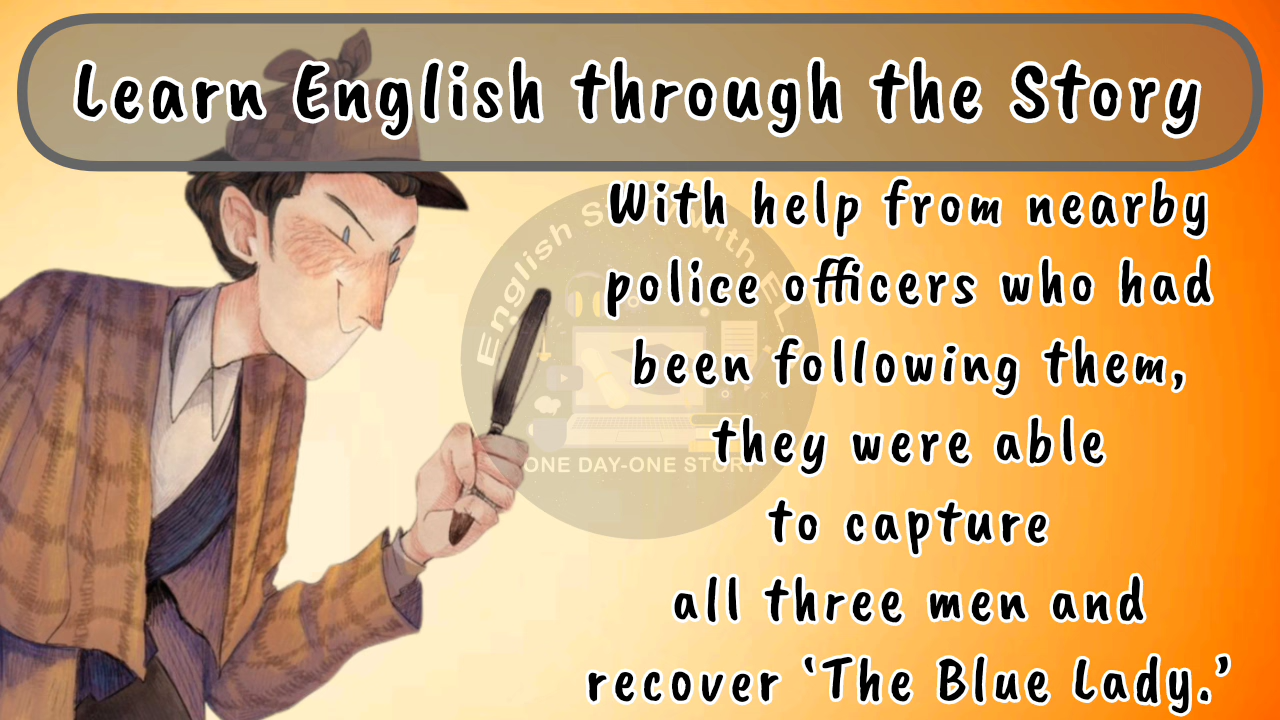 Learn English through the Story
With help from nearby
police officers who had
been following them,
they were able
to capture
all three men and
recover ‘The Blue Lady.’
ONE DAY-ONE STORY